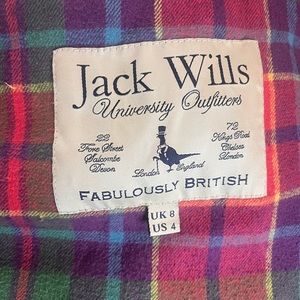 Jack Wills
University Outfitters
22 72
Fore Street Kings Road
Salcombe Chelsea
Devon London
London England
FABULOUSLY BRITISH
UK 8
US 4